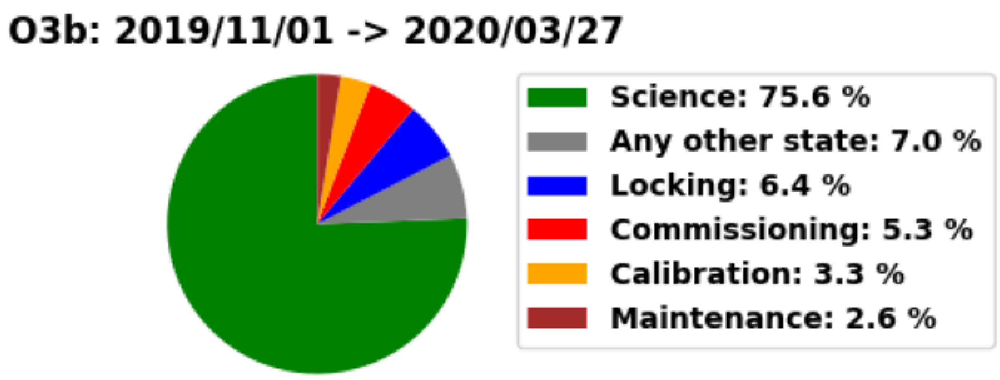 O3b: 2019/11/01 -> 2020/03/27
Science: 75.6 %
Any other state: 7.0 %
Locking: 6.4 %
Commissioning: 5.3 %
Calibration: 3.3 %
Maintenance: 2.6 %